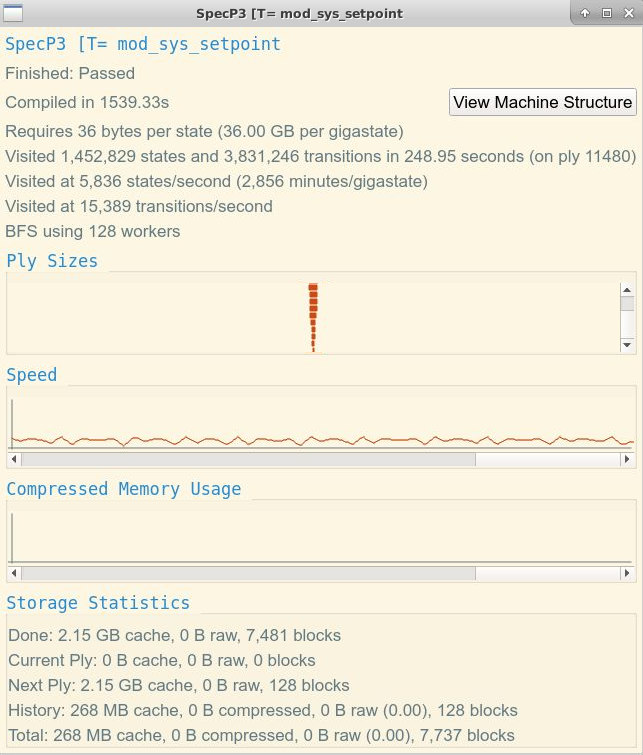 SpecP3 [T= mod_sys_setpoint
SpecP3 [T= mod_sys_setpoint
Finished: Passed
Compiled in 1539.33s
View Machine Structure
Requires 36 bytes per state (36.00 GB per gigastate)
Visited 1,452,829 states and 3,831,246 transitions in 248.95 seconds (on ply 11480)
Visited at 5,836 states/second (2,856 minutes/gigastate)
Visited at 15,389 transitions/second
BFS using 128 workers
Ply Sizes
Speed
Compressed Memory Usage
Storage Statistics
Done: 2.15 GB cache, 0 B raw, 7,481 blocks
Current Ply: 0 B cache, 0 B raw, 0 blocks
Next Ply: 2.15 GB cache, 0 B raw, 128 blocks
History: 268 MB cache, 0 B compressed, 0 B raw (0.00), 128 blocks
Total: 268 MB cache, 0 B compressed, 0 B raw (0.00), 7,737 blocks